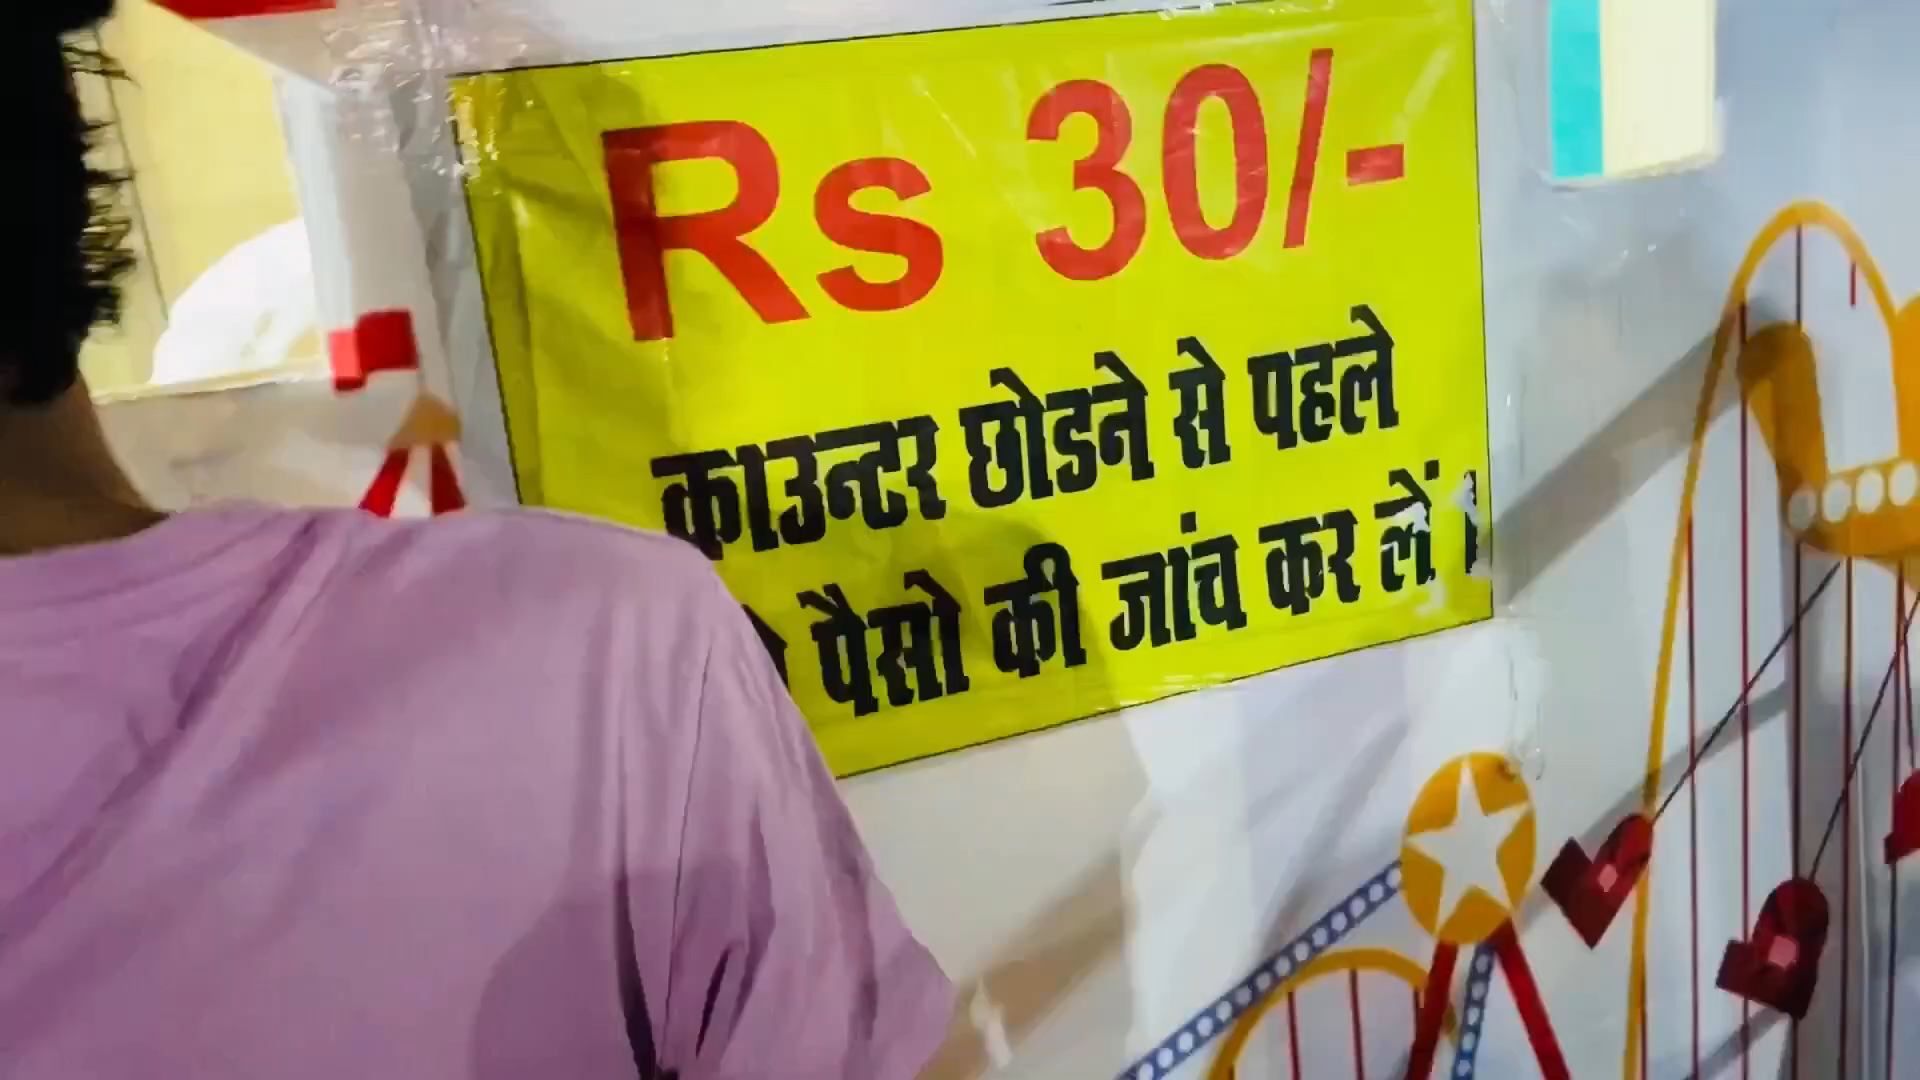 Rs 30/-
काउन्टर छोडने से पहले
पैसो की जांच कर लें।